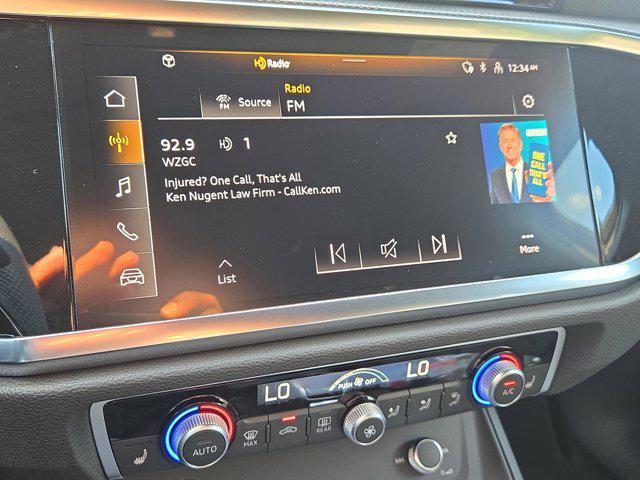 Radio
12:34 AM
Radio
FM
Source
FM
92.9
1
WZGC
Injured? One Call, That's All
Ken Nugent Law Firm - CallKen.com
ONE
CALL
THAT'S
ALL
List
More
LO
PUSH OFF
LO
AUTO
MAX
REAR
A/C